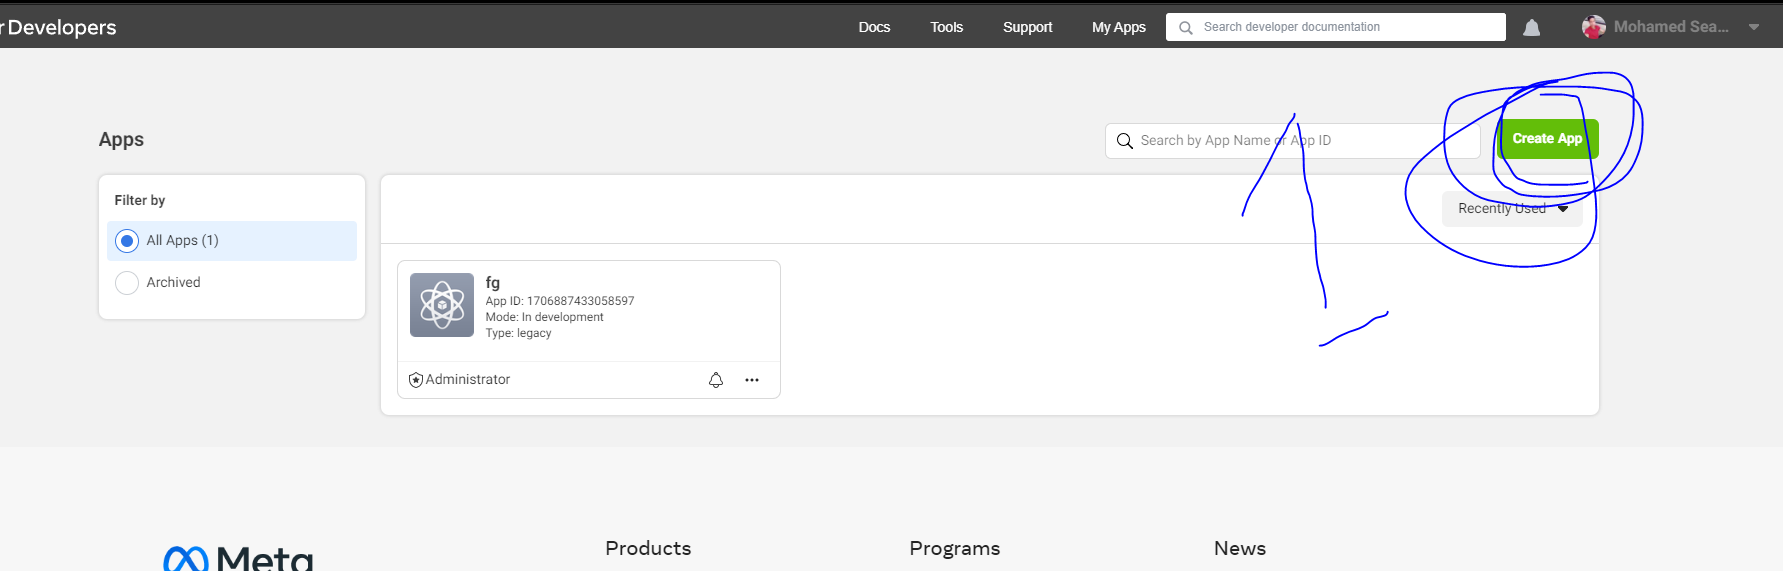 r Developers
Docs Tools Support My Apps Search developer documentation Mohamed Sea...
Apps
Search by App Name or App ID
Create App
Filter by
All Apps (1)
Archived
Recently Used
fg
App ID: 1706887433058597
Mode: In development
Type: legacy
Administrator
1
Meta
Products Programs News